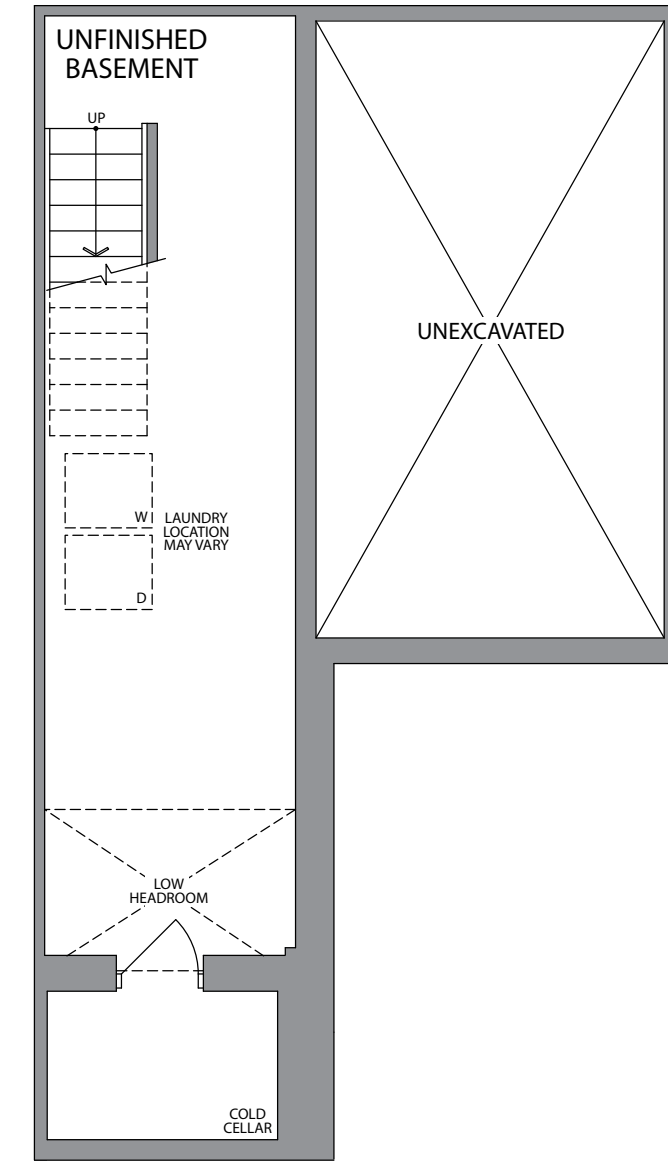 UNFINISHED
BASEMENT
UP
UNEXCAVATED
W
LAUNDRY
LOCATION
MAY VARY
D
LOW
HEADROOM
COLD
CELLAR